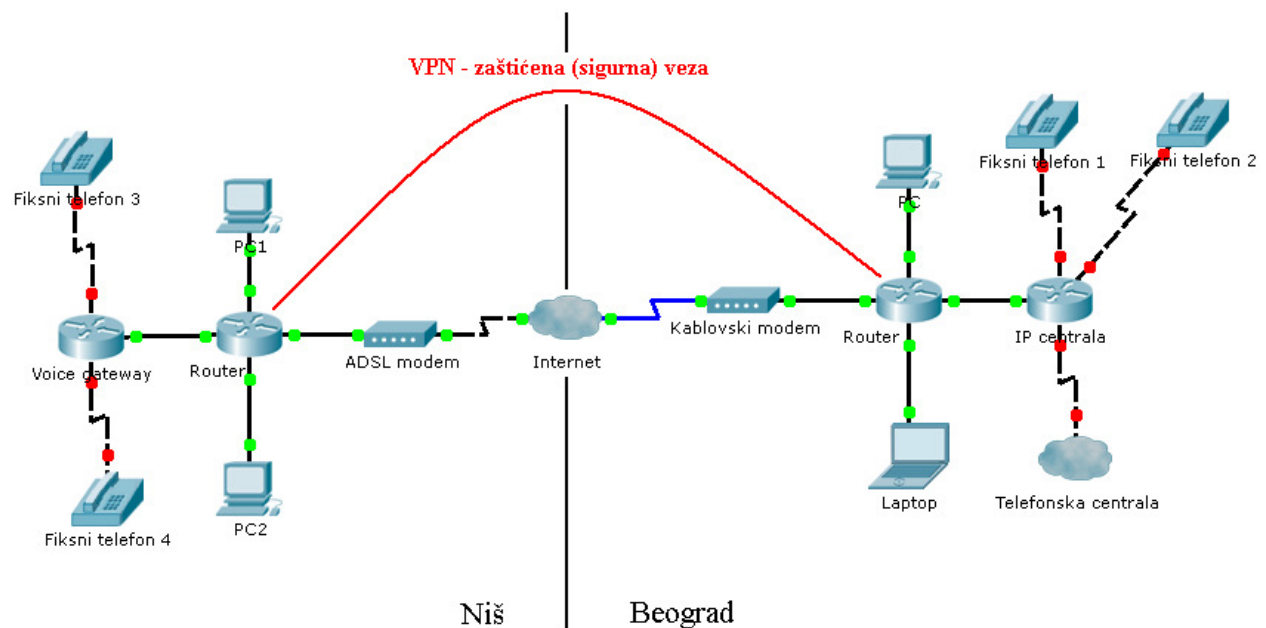 VPN - zaštićena (sigurna) veza
Fiksni telefon 3
PC1
Voice gateway
Router
ADSL modem
Fiksni telefon 4
PC2
Internet
Kablovski modem
PC
Router
Laptop
Fiksni telefon 1
Fiksni telefon 2
IP centrala
Telefonska centrala
Niš
Beograd